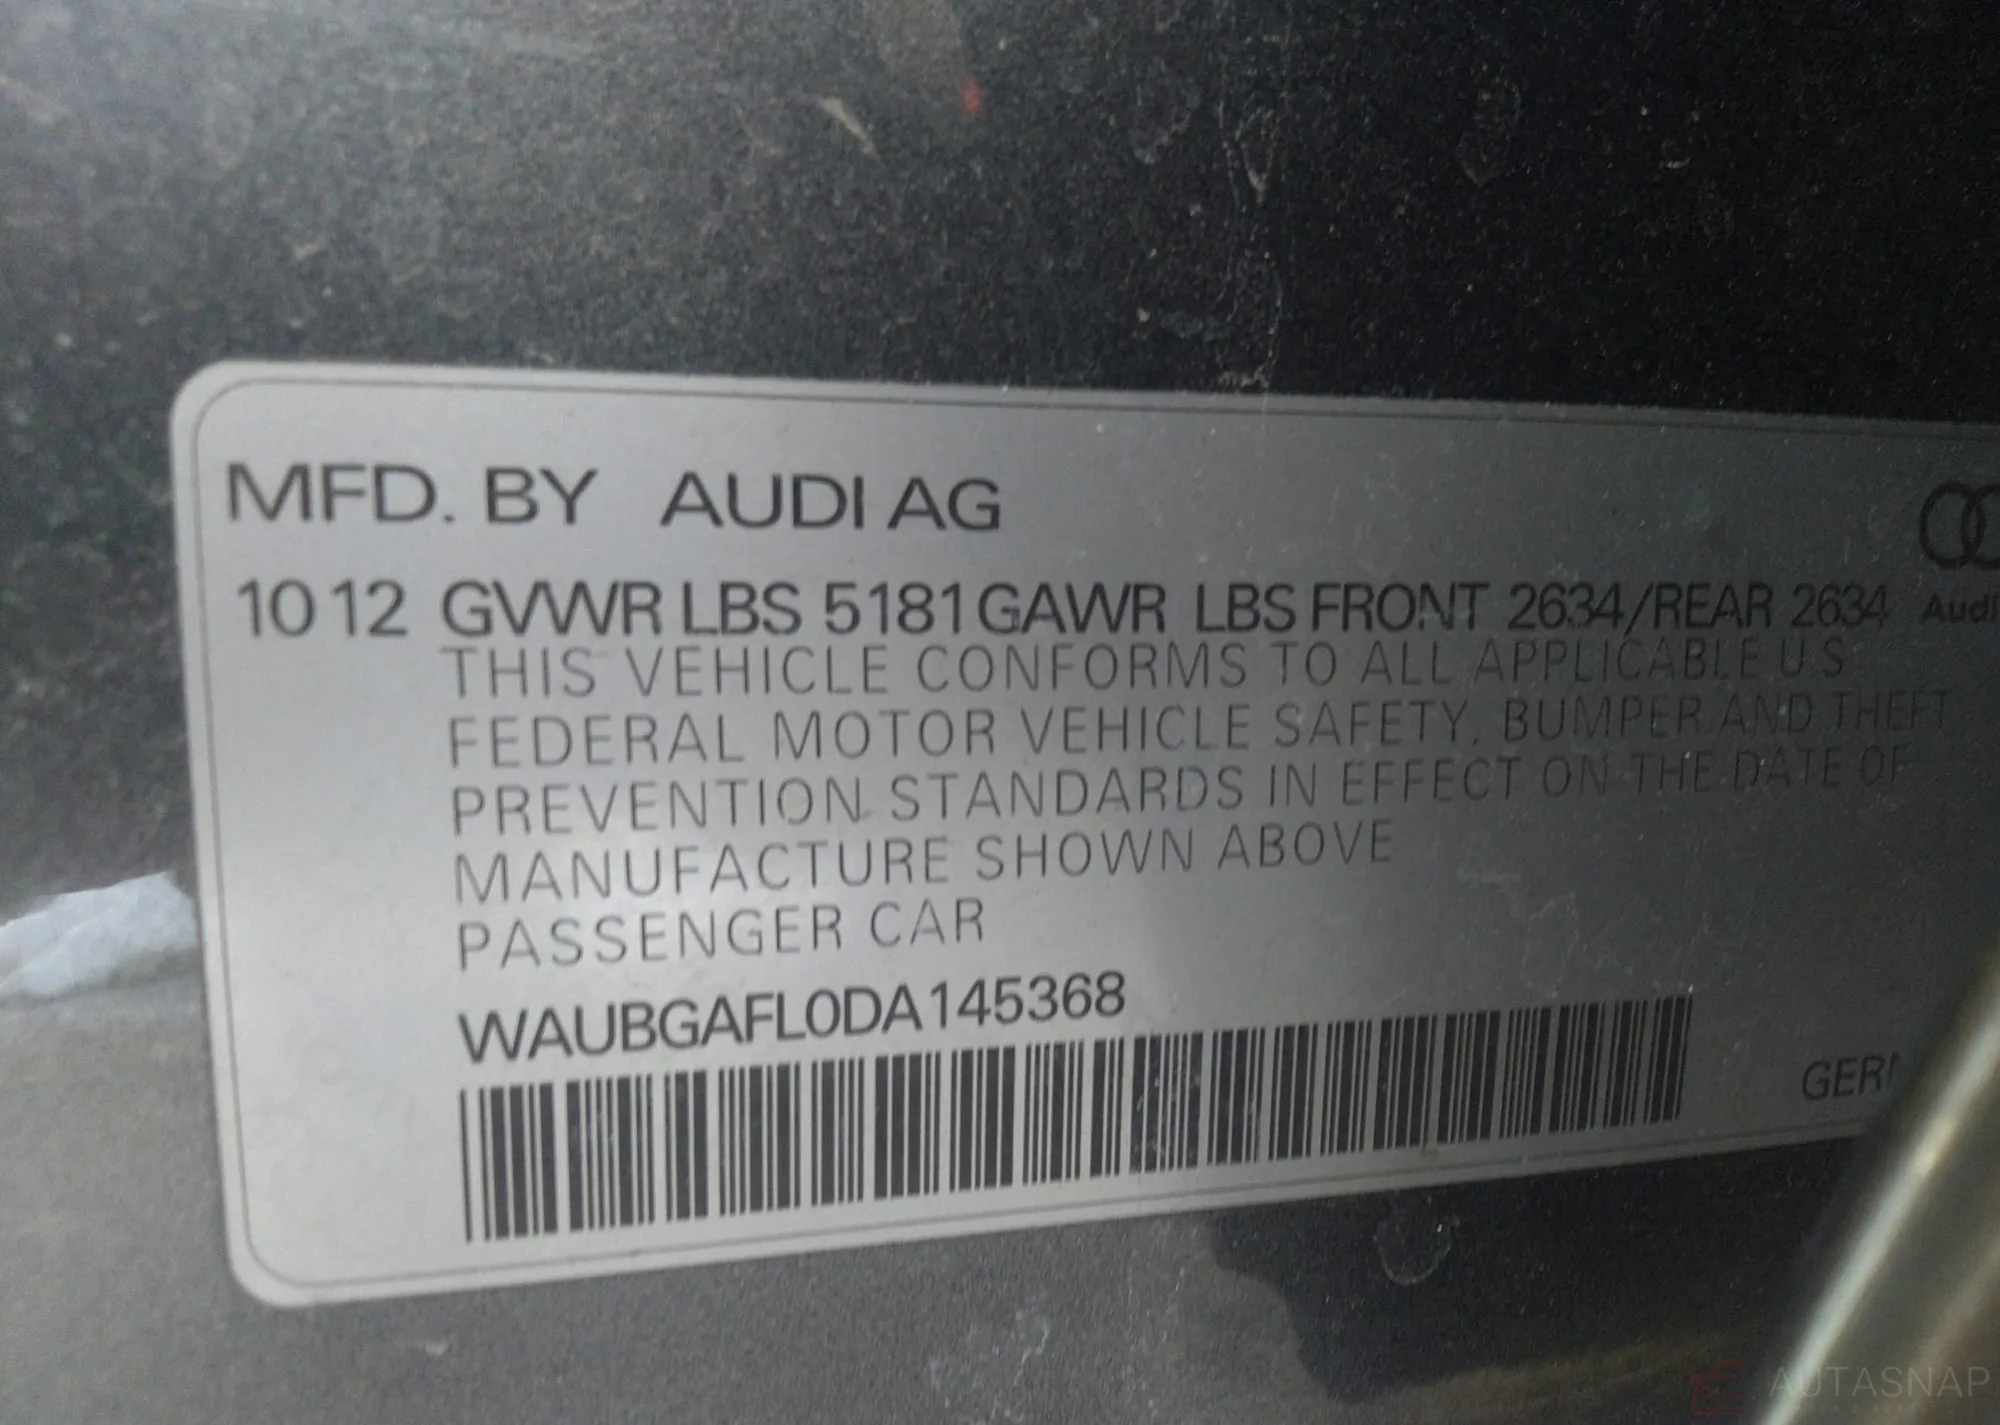 MFD. BY AUDI AG
10 12 GVWR LBS 5181 GAWR LBS FRONT 2634/REAR 2634 Audi
THIS VEHICLE CONFORMS TO ALL APPLICABLE U.S
FEDERAL MOTOR VEHICLE SAFETY, BUMPER AND THEFT
PREVENTION STANDARDS IN EFFECT ON THE DATE OF
MANUFACTURE SHOWN ABOVE
PASSENGER CAR
WAUBGAFL0DA145368
GER
AUTASNAP